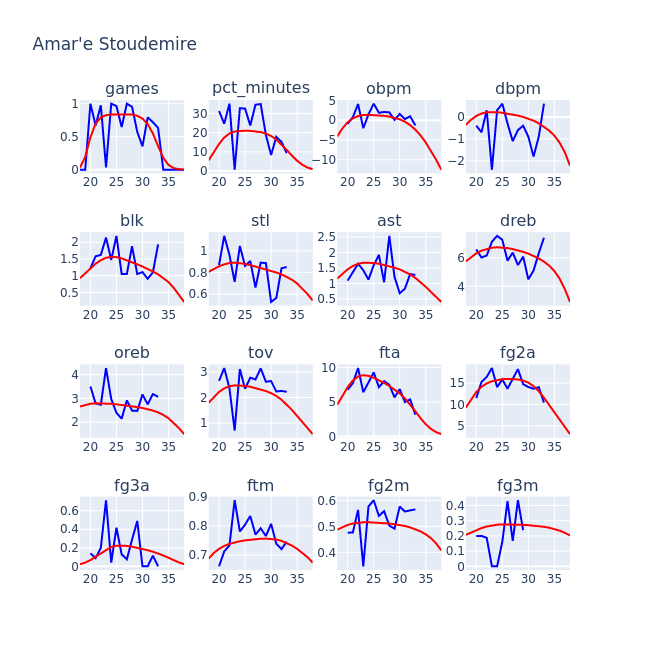 Amar'e Stoudemire
games pct_minutes obpm dbpm
1 0.5 0 20 25 30 35
30 20 10 0 20 25 30 35
5 0 −5 −10 20 25 30 35
0 −1 −2 20 25 30 35
blk stl ast dreb
2 1.5 1 0.5 20 25 30 35
1 0.8 0.6 20 25 30 35
2.5 2 1.5 1 0.5 20 25 30 35
6 4 20 25 30 35
oreb tov fta fg2a
4 3 2 20 25 30 35
3 2 1 20 25 30 35
10 5 0 20 25 30 35
15 10 5 20 25 30 35
fg3a ftm fg2m fg3m
0.6 0.4 0.2 0 20 25 30 35
0.9 0.8 0.7 20 25 30 35
0.6 0.5 0.4 20 25 30 35
0.4 0.3 0.2 0.1 0 20 25 30 35